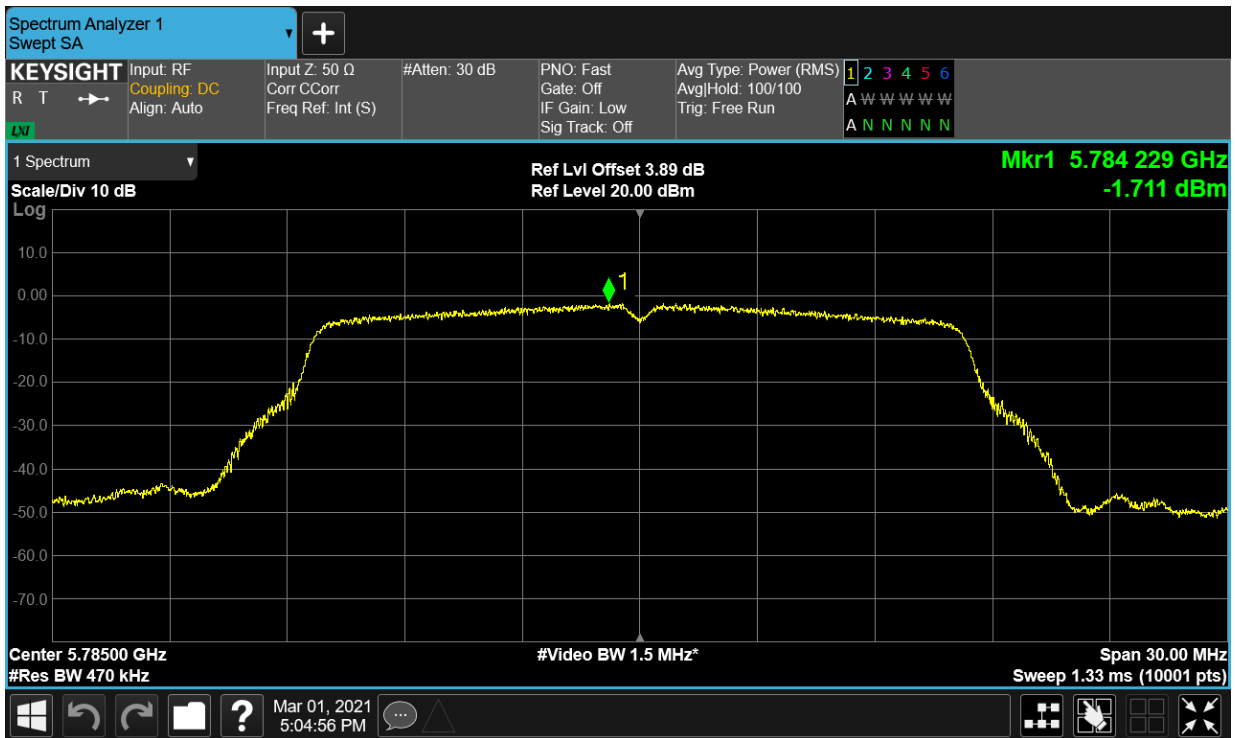 Spectrum Analyzer 1
Swept SA
KEYSIGHT
R T
LXI
Input: RF
Coupling: DC
Align: Auto
Input Z: 50 Ω
Corr CCorr
Freq Ref: Int (S)
#Atten: 30 dB
PNO: Fast
Gate: Off
IF Gain: Low
Sig Track: Off
Avg Type: Power (RMS)
Avg|Hold: 100/100
Trig: Free Run
1 2 3 4 5 6
A W W W W W
A N N N N N
1 Spectrum
Scale/Div 10 dB
Log
Ref Lvl Offset 3.89 dB
Ref Level 20.00 dBm
Mkr1 5.784 229 GHz
-1.711 dBm
10.0
0.00
-10.0
-20.0
-30.0
-40.0
-50.0
-60.0
-70.0
1
Center 5.78500 GHz
#Res BW 470 kHz
#Video BW 1.5 MHz*
Span 30.00 MHz
Sweep 1.33 ms (10001 pts)
?
Mar 01, 2021
5:04:56 PM